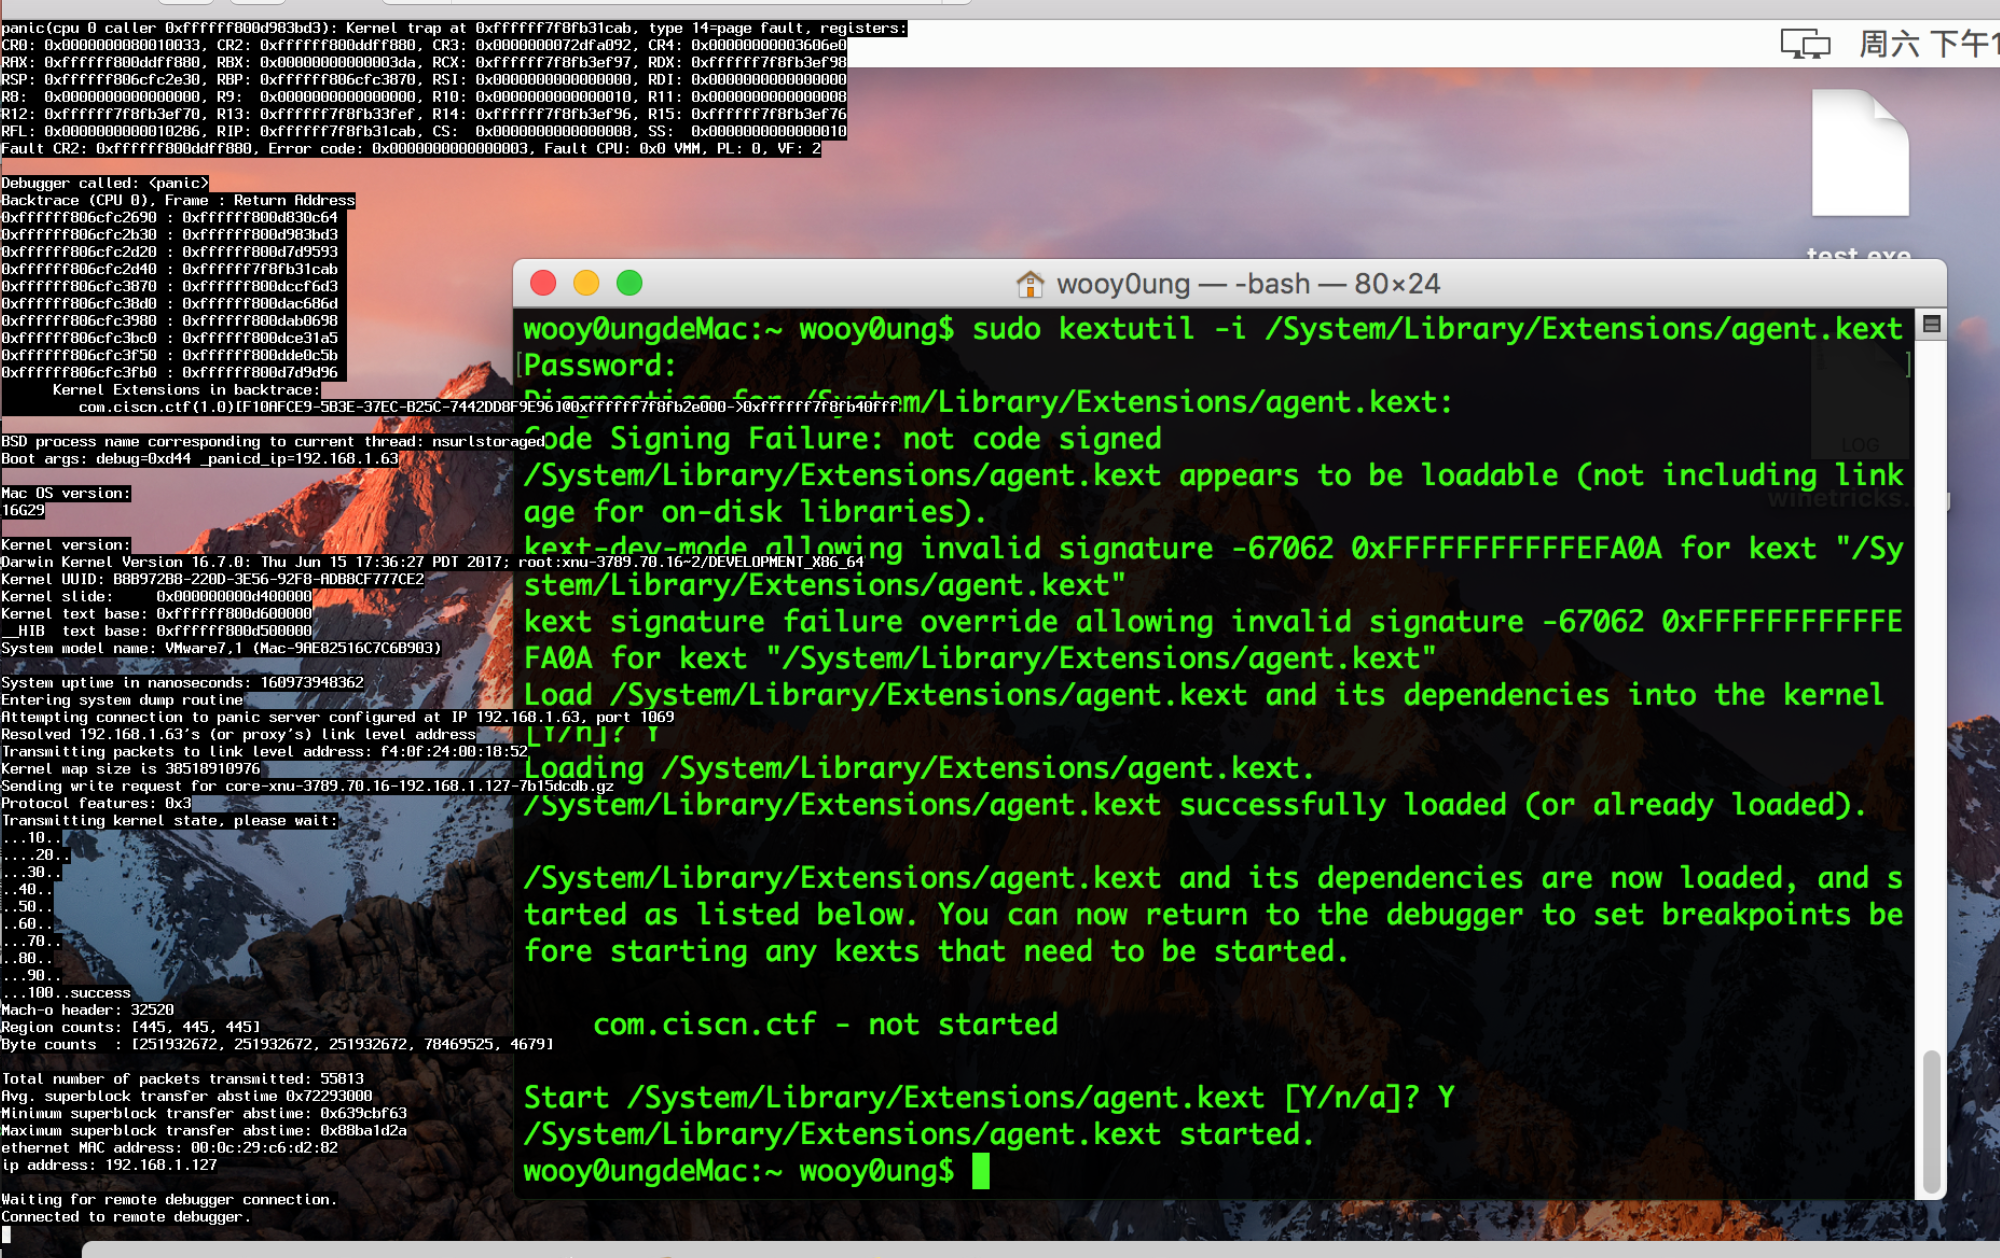 panic(cpu 0 caller 0xffffff800d983bd3): Kernel trap at 0xffffff7f8fb31cab, type 14=page fault, registers:
CR0: 0x0000000080010033, CR2: 0xffffff800ddff880, CR3: 0x0000000072dfa092, CR4: 0x00000000003606e0
RAX: 0xffffff800ddff880, RBX: 0x00000000000003da, RCX: 0xffffff7f8fb3ef97, RDX: 0xffffff7f8fb3ef98
RSP: 0xffffff806cfc2e30, RBP: 0xffffff806cfc3870, RSI: 0x0000000000000000, RDI: 0x0000000000000000
R8:  0x0000000000000000, R9:  0x0000000000000000, R10: 0x0000000000000010, R11: 0x0000000000000008
R12: 0xffffff7f8fb3ef70, R13: 0xffffff7f8fb33fef, R14: 0xffffff7f8fb3ef96, R15: 0xffffff7f8fb3ef76
RFL: 0x0000000000010286, RIP: 0xffffff7f8fb31cab, CS:  0x0000000000000008, SS:  0x0000000000000010
Fault CR2: 0xffffff800ddff880, Error code: 0x0000000000000003, Fault CPU: 0x0 VMM, PL: 0, VF: 2
Debugger called: <panic>
Backtrace (CPU 0), Frame : Return Address
0xffffff806cfc2690 : 0xffffff800d830c64
0xffffff806cfc2b30 : 0xffffff800d983bd3
0xffffff806cfc2d20 : 0xffffff800d7d9593
0xffffff806cfc2d40 : 0xffffff7f8fb31cab
0xffffff806cfc3870 : 0xffffff800dccf6d3
0xffffff806cfc38d0 : 0xffffff800dac686d
0xffffff806cfc3980 : 0xffffff800dab0698
0xffffff806cfc3bc0 : 0xffffff800dce31a5
0xffffff806cfc3f50 : 0xffffff800dde0c5b
0xffffff806cfc3fb0 : 0xffffff800d7d9d96
Kernel Extensions in backtrace:
com.ciscn.ctf(1.0)[F10AFCE9-5B3E-37EC-B25C-7442DD8F9E96]@0xffffff7f8fb2e000->0xffffff7f8fb40fff
BSD process name corresponding to current thread: nsurlstoraged
Boot args: debug=0xd44 _panicd_ip=192.168.1.63
Mac OS version:
16G29
Kernel version:
Darwin Kernel Version 16.7.0: Thu Jun 15 17:36:27 PDT 2017; root:xnu-3789.70.16~2/DEVELOPMENT_X86_64
Kernel UUID: B8B972B8-220D-3E56-92F8-ADB8CF777CE2
Kernel slide:     0x000000000d400000
Kernel text base: 0xffffff800d600000
__HIB  text base: 0xffffff800d500000
System model name: VMware7,1 (Mac-9AE82516C7C6B903)
System uptime in nanoseconds: 160973948362
Entering system dump routine
Attempting connection to panic server configured at IP 192.168.1.63, port 1069
Resolved 192.168.1.63's (or proxy's) link level address
Transmitting packets to link level address: f4:0f:24:00:18:52
Kernel map size is 38518910976
Sending write request for core-xnu-3789.70.16-192.168.1.127-7b15dcdb.gz
Protocol features: 0x3
Transmitting kernel state, please wait:
...10..
....20..
...30..
..40..
..50..
..60..
...70..
..80..
...90..
...100..success
Mach-o header: 32520
Region counts: [445, 445, 445]
Byte counts  : [251932672, 251932672, 251932672, 78469525, 4679]
Total number of packets transmitted: 55813
Avg. superblock transfer abstime 0x72293000
Minimum superblock transfer abstime: 0x639cbf63
Maximum superblock transfer abstime: 0x88ba1d2a
ethernet MAC address: 00:0c:29:c6:d2:82
ip address: 192.168.1.127
Waiting for remote debugger connection.
Connected to remote debugger.
周六 下午1
test.exe
LOG
winetricks.
wooy0ung — -bash — 80×24
wooy0ungdeMac:~ wooy0ung$ sudo kextutil -i /System/Library/Extensions/agent.kext
Password:
Diagnostics for /System/Library/Extensions/agent.kext:
Code Signing Failure: not code signed
/System/Library/Extensions/agent.kext appears to be loadable (not including link
age for on-disk libraries).
kext-dev-mode allowing invalid signature -67062 0xFFFFFFFFFFFEFA0A for kext "/Sy
stem/Library/Extensions/agent.kext"
kext signature failure override allowing invalid signature -67062 0xFFFFFFFFFFFE
FA0A for kext "/System/Library/Extensions/agent.kext"
Load /System/Library/Extensions/agent.kext and its dependencies into the kernel
[Y/n]? Y
Loading /System/Library/Extensions/agent.kext.
/System/Library/Extensions/agent.kext successfully loaded (or already loaded).
/System/Library/Extensions/agent.kext and its dependencies are now loaded, and s
tarted as listed below. You can now return to the debugger to set breakpoints be
fore starting any kexts that need to be started.
com.ciscn.ctf - not started
Start /System/Library/Extensions/agent.kext [Y/n/a]? Y
/System/Library/Extensions/agent.kext started.
wooy0ungdeMac:~ wooy0ung$